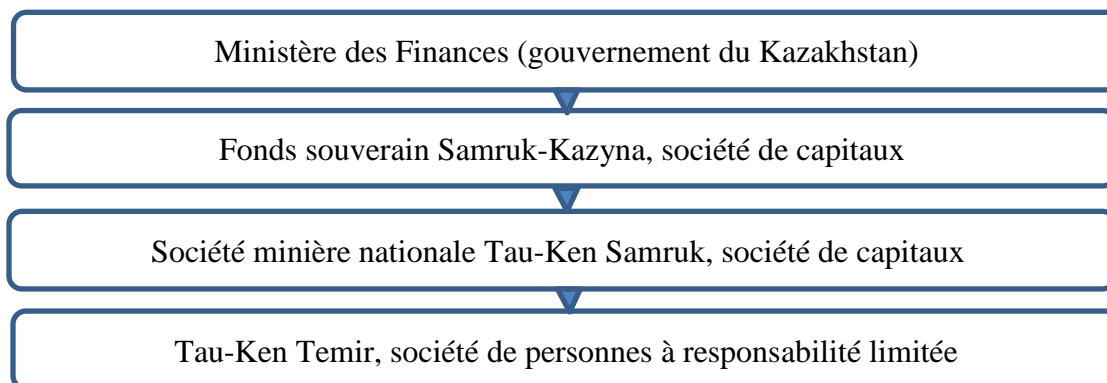 Ministère des Finances (gouvernement du Kazakhstan)
Fonds souverain Samruk-Kazyna, société de capitaux
Société minière nationale Tau-Ken Samruk, société de capitaux
Tau-Ken Temir, société de personnes à responsabilité limitée